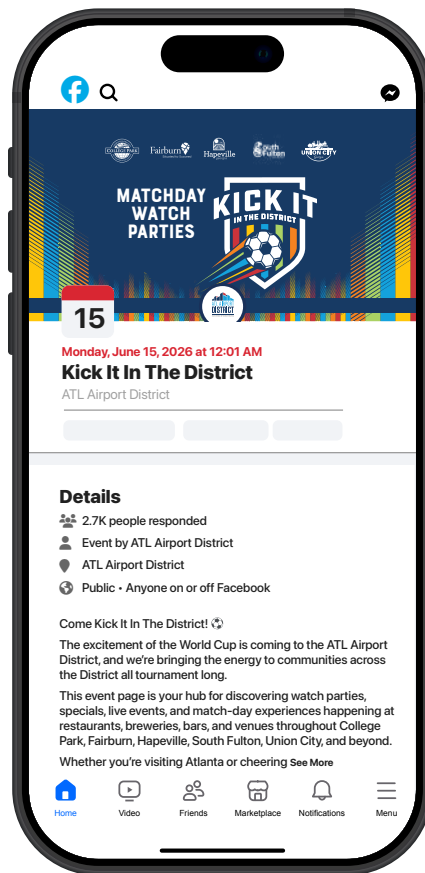 COLLEGE PARK
Fairburn
Hapeville
South Fulton
UNION CITY
MATCHDAY
WATCH
PARTIES
KICK IT
IN THE DISTRICT
DISTRICT
15
Monday, June 15, 2026 at 12:01 AM
Kick It In The District
ATL Airport District
Details
2.7K people responded
Event by ATL Airport District
ATL Airport District
Public • Anyone on or off Facebook
Come Kick It In The District! ⚽
The excitement of the World Cup is coming to the ATL Airport
District, and we’re bringing the energy to communities across
the District all tournament long.
This event page is your hub for discovering watch parties,
specials, live events, and match-day experiences happening at
restaurants, breweries, bars, and venues throughout College
Park, Fairburn, Hapeville, South Fulton, Union City, and beyond.
Whether you’re visiting Atlanta or cheering See More
Home Video Friends Marketplace Notifications Menu